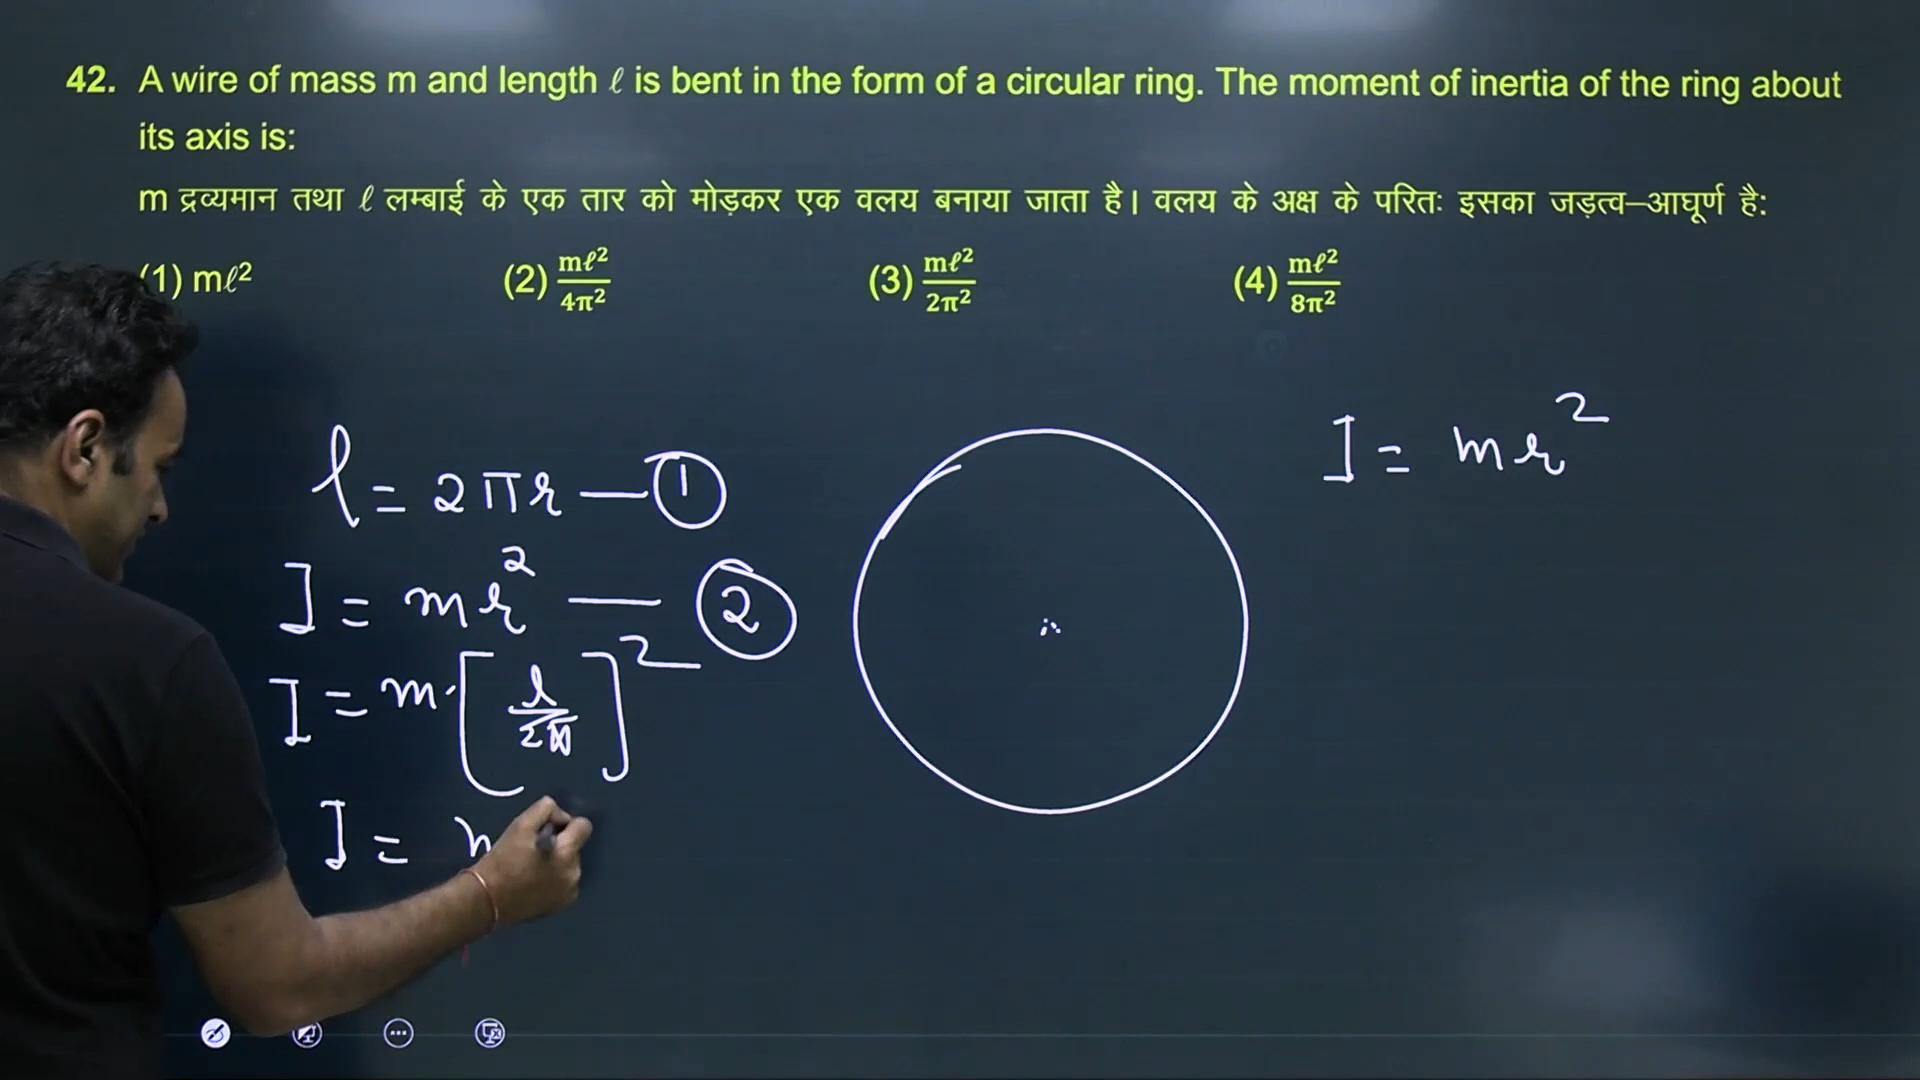 42. A wire of mass m and length ℓ is bent in the form of a circular ring. The moment of inertia of the ring about
its axis is:
m द्रव्यमान तथा ℓ लम्बाई के एक तार को मोड़कर एक वलय बनाया जाता है। वलय के अक्ष के परितः इसका जड़त्व–आघूर्ण है:
(1) mℓ² (2) mℓ²/4π² (3) mℓ²/2π² (4) mℓ²/8π²
I = mr²
l = 2πr — ①
I = mr² — ②
I = m·[l/2π]²
I =